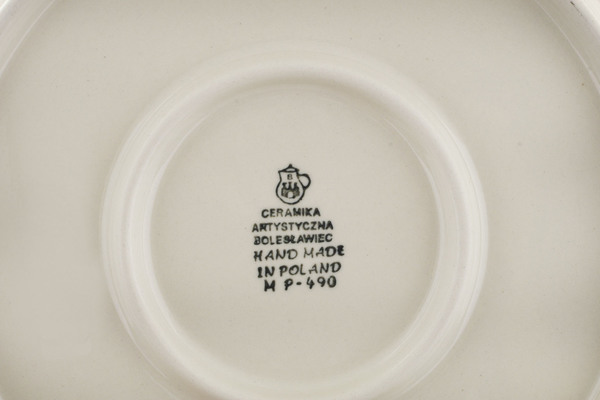 B
CERAMIKA
ARTYSTYCZNA
BOLESŁAWIEC
HAND MADE
IN POLAND
M P-490